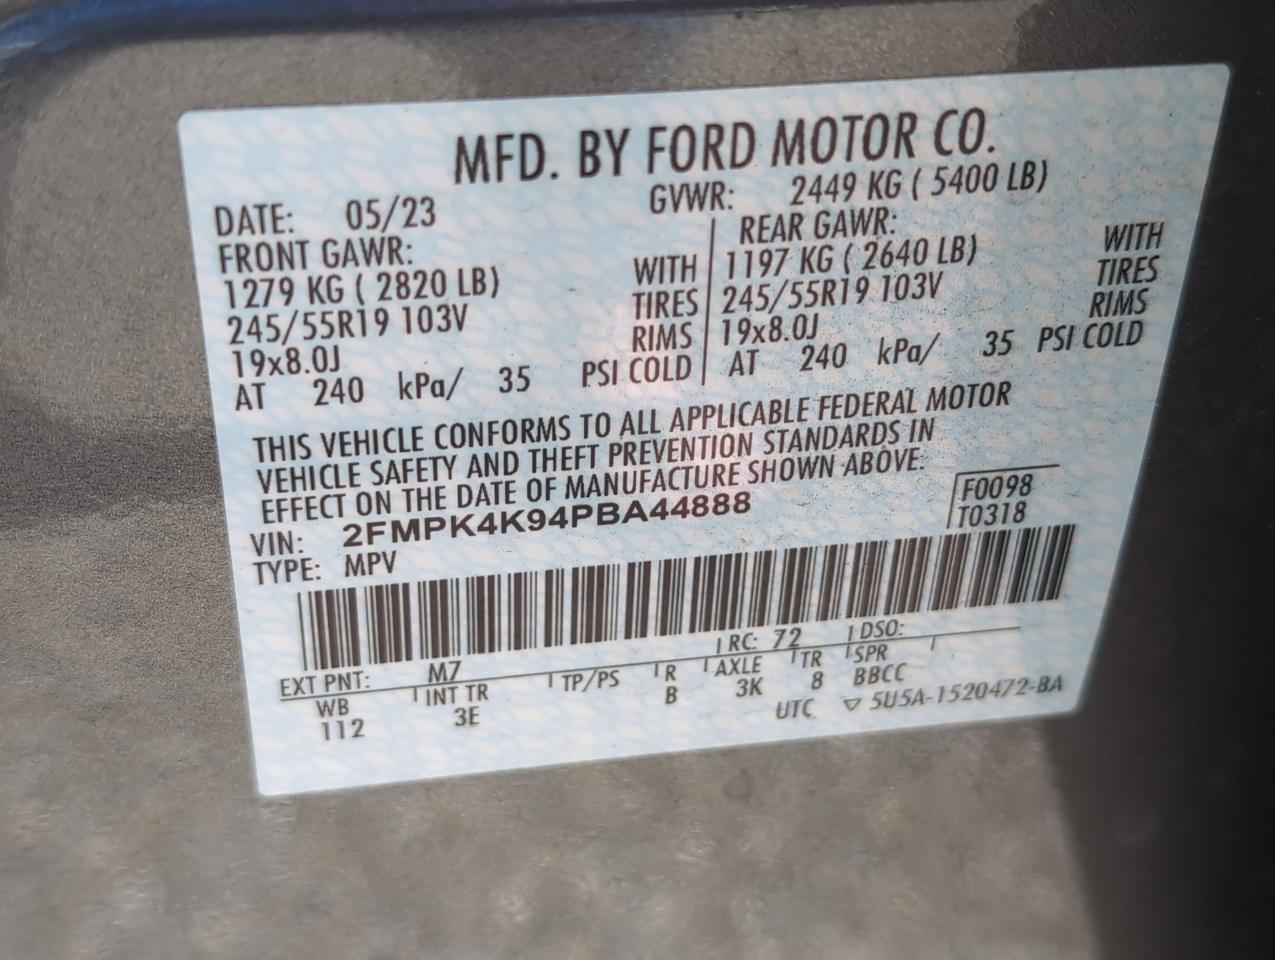 MFD. BY FORD MOTOR CO.
DATE: 05/23 GVWR: 2449 KG ( 5400 LB)
FRONT GAWR: REAR GAWR:
1279 KG ( 2820 LB) WITH 1197 KG ( 2640 LB) WITH
245/55R19 103V TIRES 245/55R19 103V TIRES
19x8.0J RIMS 19x8.0J RIMS
AT 240 kPa/ 35 PSI COLD AT 240 kPa/ 35 PSI COLD
THIS VEHICLE CONFORMS TO ALL APPLICABLE FEDERAL MOTOR
VEHICLE SAFETY AND THEFT PREVENTION STANDARDS IN
EFFECT ON THE DATE OF MANUFACTURE SHOWN ABOVE.
VIN: 2FMPK4K94PBA44888 F0098
TYPE: MPV T0318
EXT PNT: M7 RC: 72 DSO:
WB INT TR TP/PS R AXLE TR SPR
112 3E B 3K 8 BBCC
UTC ▽ 5U5A-1520472-BA